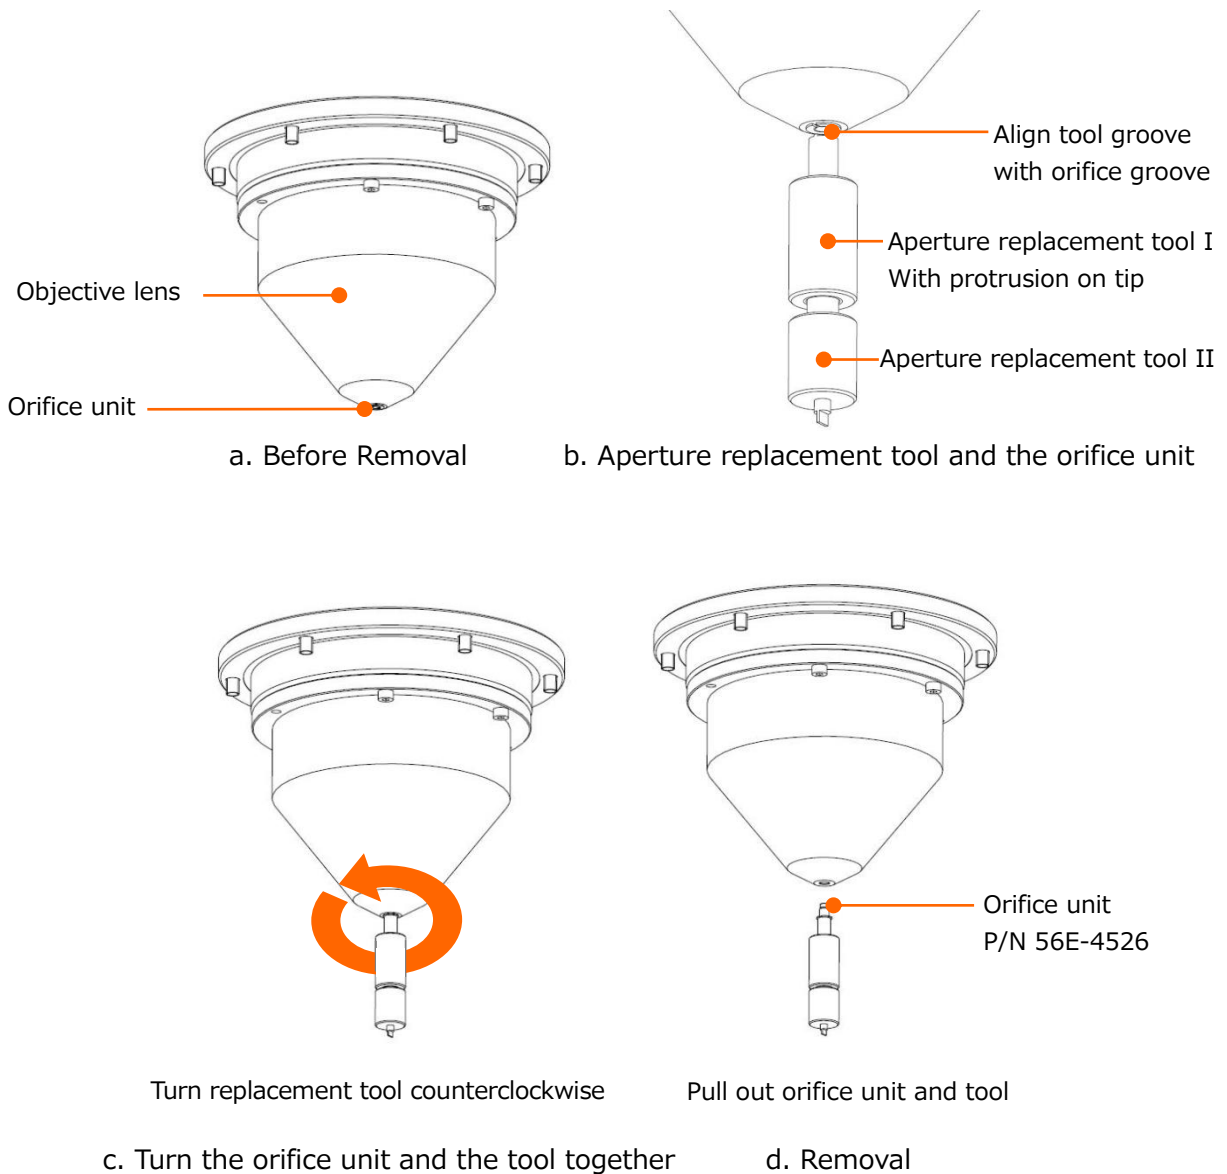 Align tool groove
with orifice groove
Aperture replacement tool I
With protrusion on tip
Objective lens
Aperture replacement tool II
Orifice unit
a. Before Removal
b. Aperture replacement tool and the orifice unit
Orifice unit
P/N 56E-4526
Turn replacement tool counterclockwise
Pull out orifice unit and tool
c. Turn the orifice unit and the tool together
d. Removal